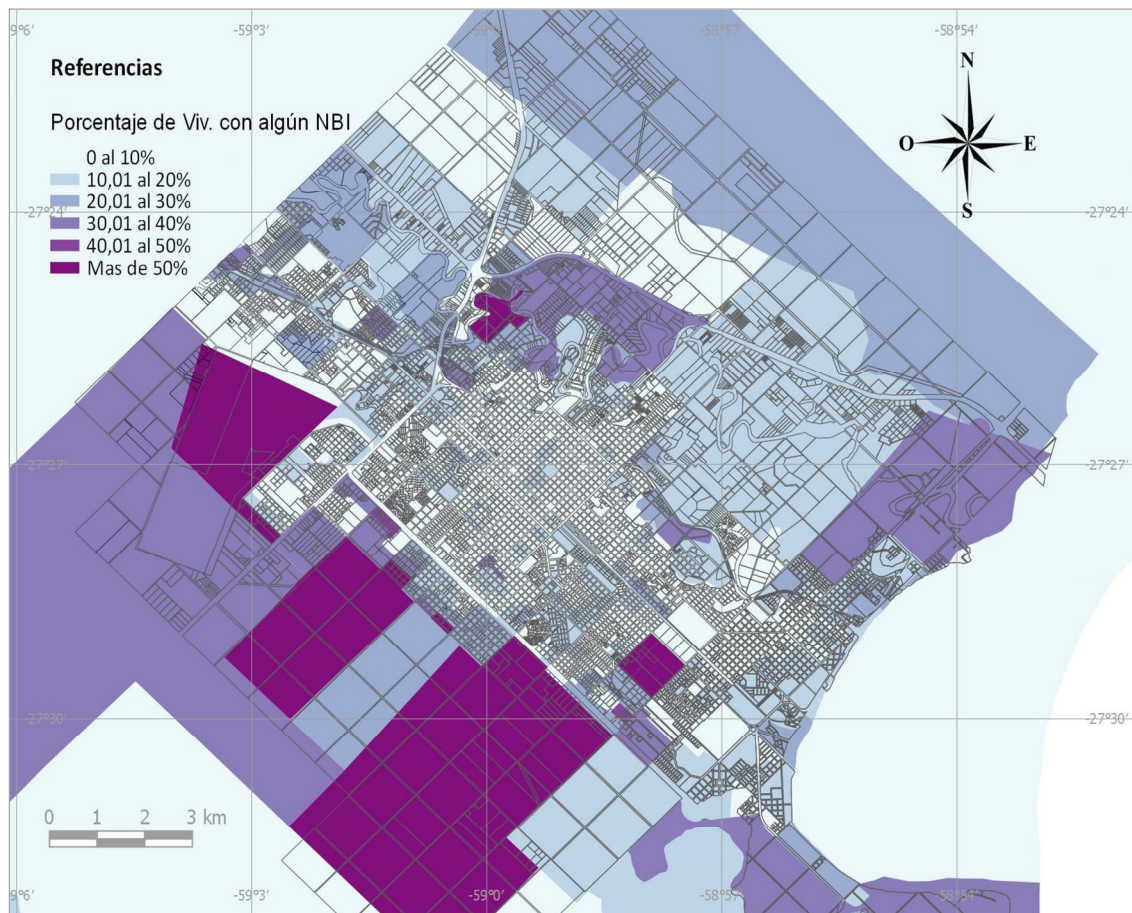 9°6′ -59°3′ -59°0′ -58°57′ -58°54′
Referencias
N
Porcentaje de Viv. con algún NBI
O E
0 al 10%
10,01 al 20%
20,01 al 30%
S
-27°24′ -27°24′
30,01 al 40%
40,01 al 50%
Mas de 50%
-27°27′ -27°27′
-27°30′ -27°30′
0 1 2 3 km
9°6′ -59°3′ -59°0′ -58°57′ -58°54′